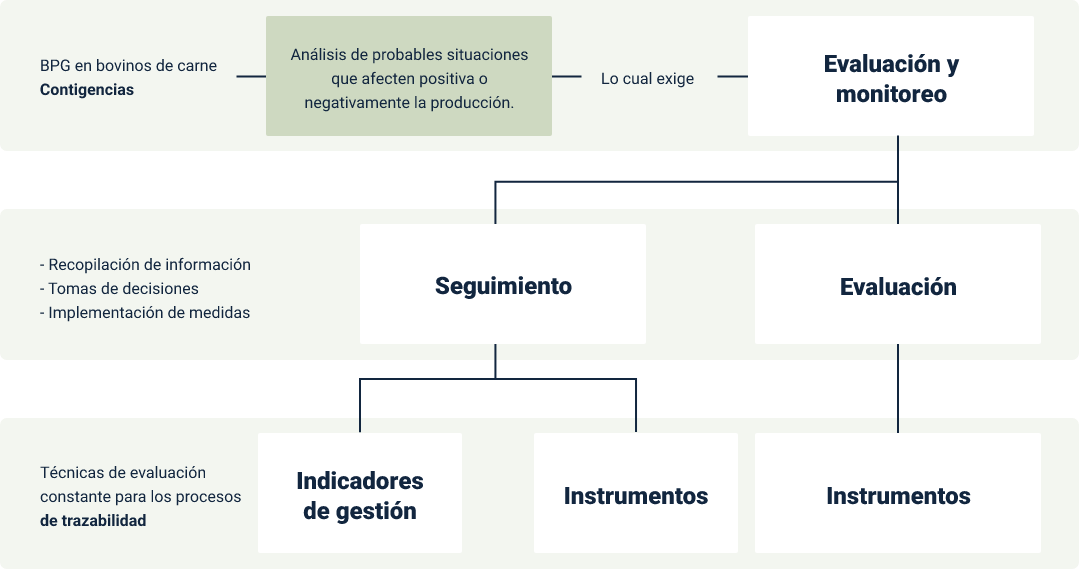 BPG en bovinos de carne
Contigencias
Análisis de probables situaciones
que afecten positiva o
negativamente la producción.
Lo cual exige
Evaluación y
monitoreo
- Recopilación de información
- Tomas de decisiones
- Implementación de medidas
Seguimiento
Evaluación
Técnicas de evaluación
constante para los procesos
de trazabilidad
Indicadores
de gestión
Instrumentos
Instrumentos